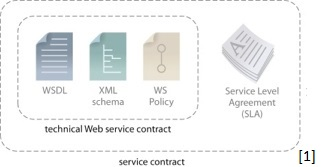 WSDL
XML
schema
WS
Policy
Service Level
Agreement
(SLA)
A
technical Web service contract
service contract
[1]